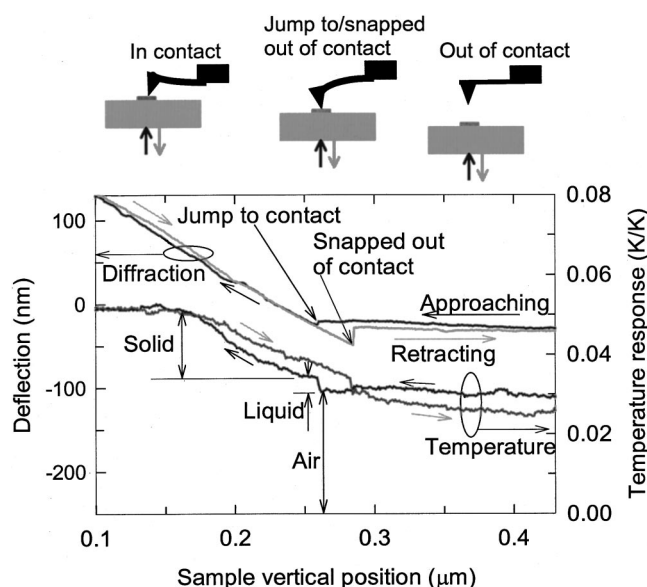 In contact
Jump to/snapped
out of contact
Out of contact
100
0
-100
-200
Deflection (nm)
0.08
0.06
0.04
0.02
0.00
Temperature response (K/K)
Jump to contact
Snapped out
of contact
Diffraction
Approaching
Retracting
Solid
Liquid
Air
Temperature
0.1
0.2
0.3
0.4
Sample vertical position (μm)